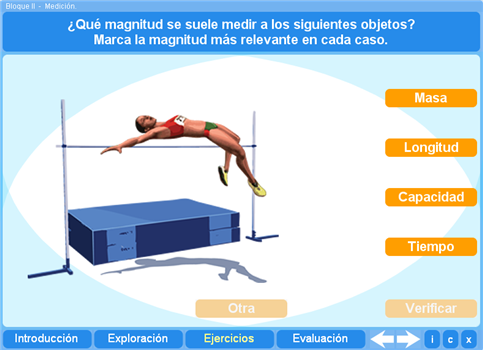 Bloque II - Medición.
¿Qué magnitud se suele medir a los siguientes objetos?
Marca la magnitud más relevante en cada caso.
Masa
Longitud
Capacidad
Tiempo
Otra
Verificar
Introducción
Exploración
Ejercicios
Evaluación
i
c
x